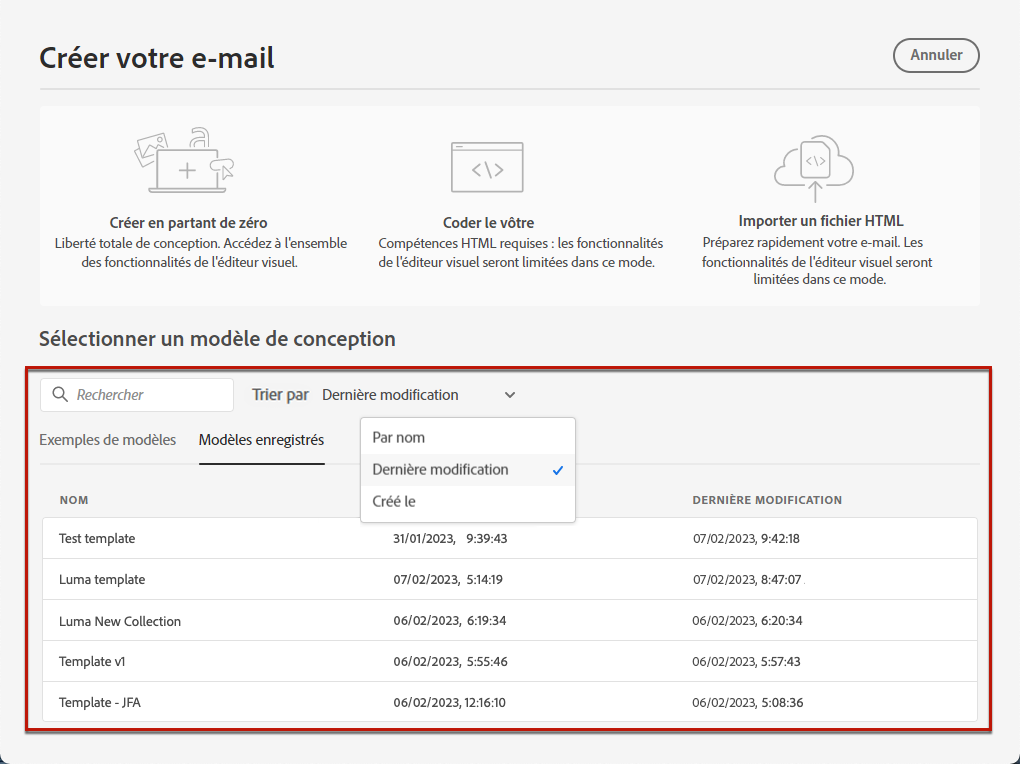 Créer votre e-mail
Annuler
Créer en partant de zéro
Liberté totale de conception. Accédez à l'ensemble
des fonctionnalités de l'éditeur visuel.
</>
Coder le vôtre
Compétences HTML requises : les fonctionnalités
de l'éditeur visuel seront limitées dans ce mode.
</>
Importer un fichier HTML
Préparez rapidement votre e-mail. Les
fonctionnalités de l'éditeur visuel seront
limitées dans ce mode.
Sélectionner un modèle de conception
Rechercher
Trier par Dernière modification
Par nom
Dernière modification
Créé le
Exemples de modèles Modèles enregistrés
NOM DERNIÈRE MODIFICATION
Test template 31/01/2023, 9:39:43 07/02/2023, 9:42:18
Luma template 07/02/2023, 5:14:19 07/02/2023, 8:47:07
Luma New Collection 06/02/2023, 6:19:34 06/02/2023, 6:20:34
Template v1 06/02/2023, 5:55:46 06/02/2023, 5:57:43
Template - JFA 06/02/2023, 12:16:10 06/02/2023, 5:08:36